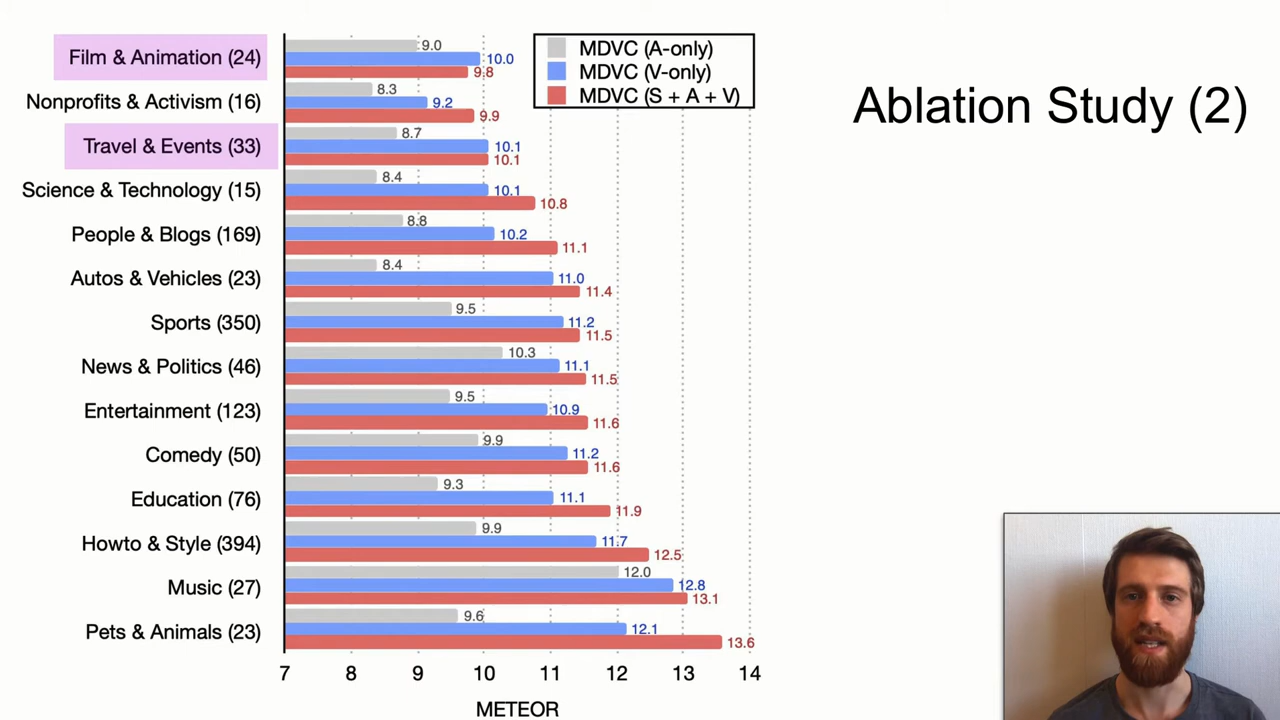 Ablation Study (2)
MDVC (A-only)
MDVC (V-only)
MDVC (S + A + V)
Film & Animation (24)
9.0
10.0
9.8
Nonprofits & Activism (16)
8.3
9.2
9.9
Travel & Events (33)
8.7
10.1
10.1
Science & Technology (15)
8.4
10.1
10.8
People & Blogs (169)
8.8
10.2
11.1
Autos & Vehicles (23)
8.4
11.0
11.4
Sports (350)
9.5
11.2
11.5
News & Politics (46)
10.3
11.1
11.5
Entertainment (123)
9.5
10.9
11.6
Comedy (50)
9.9
11.2
11.6
Education (76)
9.3
11.1
11.9
Howto & Style (394)
9.9
11.7
12.5
Music (27)
12.0
12.8
13.1
Pets & Animals (23)
9.6
12.1
13.6
7 8 9 10 11 12 13 14
METEOR